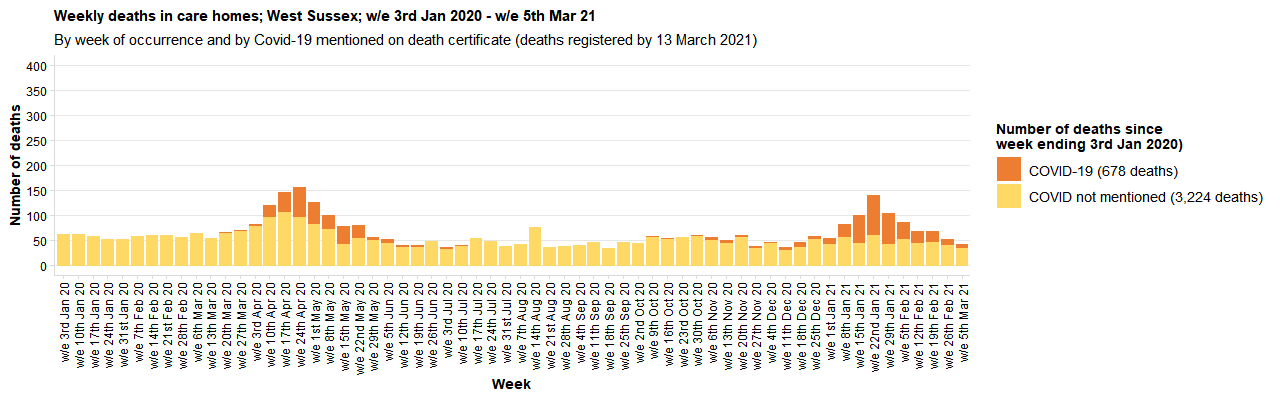 Weekly deaths in care homes; West Sussex; w/e 3rd Jan 2020 - w/e 5th Mar 21
By week of occurrence and by Covid-19 mentioned on death certificate (deaths registered by 13 March 2021)
Number of deaths
400
350
300
250
200
150
100
50
0
w/e 3rd Jan 20
w/e 10th Jan 20
w/e 17th Jan 20
w/e 24th Jan 20
w/e 31st Jan 20
w/e 7th Feb 20
w/e 14th Feb 20
w/e 21st Feb 20
w/e 28th Feb 20
w/e 6th Mar 20
w/e 13th Mar 20
w/e 20th Mar 20
w/e 27th Mar 20
w/e 3rd Apr 20
w/e 10th Apr 20
w/e 17th Apr 20
w/e 24th Apr 20
w/e 1st May 20
w/e 8th May 20
w/e 15th May 20
w/e 22nd May 20
w/e 29th May 20
w/e 5th Jun 20
w/e 12th Jun 20
w/e 19th Jun 20
w/e 26th Jun 20
w/e 3rd Jul 20
w/e 10th Jul 20
w/e 17th Jul 20
w/e 24th Jul 20
w/e 31st Jul 20
w/e 7th Aug 20
w/e 14th Aug 20
w/e 21st Aug 20
w/e 28th Aug 20
w/e 4th Sep 20
w/e 11th Sep 20
w/e 18th Sep 20
w/e 25th Sep 20
w/e 2nd Oct 20
w/e 9th Oct 20
w/e 16th Oct 20
w/e 23rd Oct 20
w/e 30th Oct 20
w/e 6th Nov 20
w/e 13th Nov 20
w/e 20th Nov 20
w/e 27th Nov 20
w/e 4th Dec 20
w/e 11th Dec 20
w/e 18th Dec 20
w/e 25th Dec 20
w/e 1st Jan 21
w/e 8th Jan 21
w/e 15th Jan 21
w/e 22nd Jan 21
w/e 29th Jan 21
w/e 5th Feb 21
w/e 12th Feb 21
w/e 19th Feb 21
w/e 26th Feb 21
w/e 5th Mar 21
Week
Number of deaths since
week ending 3rd Jan 2020)
COVID-19 (678 deaths)
COVID not mentioned (3,224 deaths)